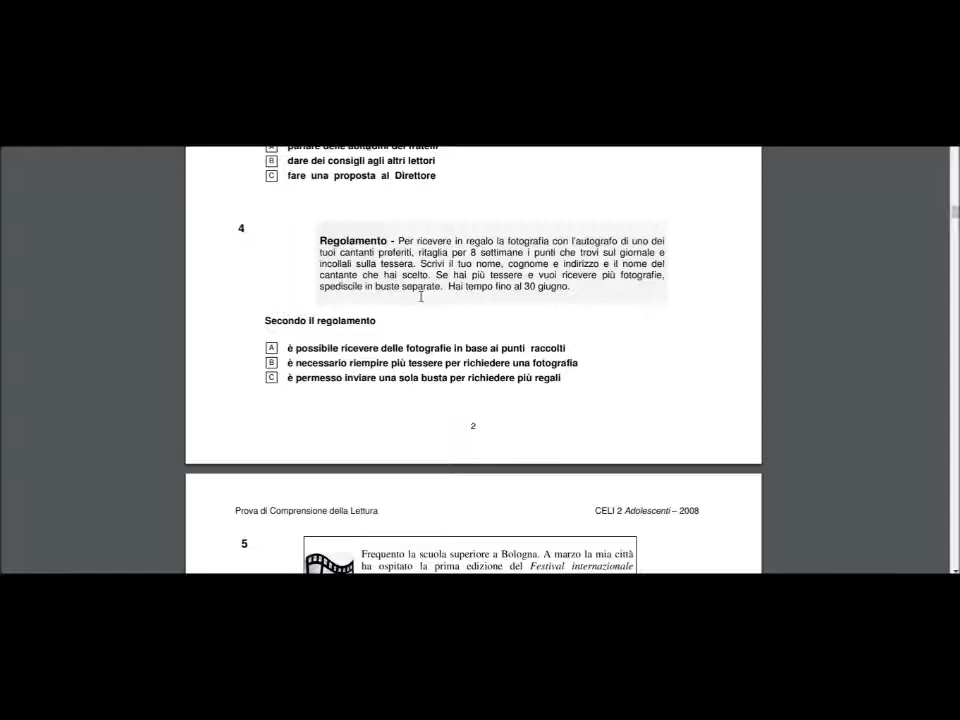 A parlare delle abitudini dei fratelli
B dare dei consigli agli altri lettori
C fare una proposta al Direttore
4
Regolamento - Per ricevere in regalo la fotografia con l'autografo di uno dei
tuoi cantanti preferiti, ritaglia per 8 settimane i punti che trovi sul giornale e
incollali sulla tessera. Scrivi il tuo nome, cognome e indirizzo e il nome del
cantante che hai scelto. Se hai più tessere e vuoi ricevere più fotografie,
spediscile in buste separate. Hai tempo fino al 30 giugno.
Secondo il regolamento
A è possibile ricevere delle fotografie in base ai punti raccolti
B è necessario riempire più tessere per richiedere una fotografia
C è permesso inviare una sola busta per richiedere più regali
2
Prova di Comprensione della Lettura CELI 2 Adolescenti – 2008
5
Frequento la scuola superiore a Bologna. A marzo la mia città
ha ospitato la prima edizione del Festival internazionale